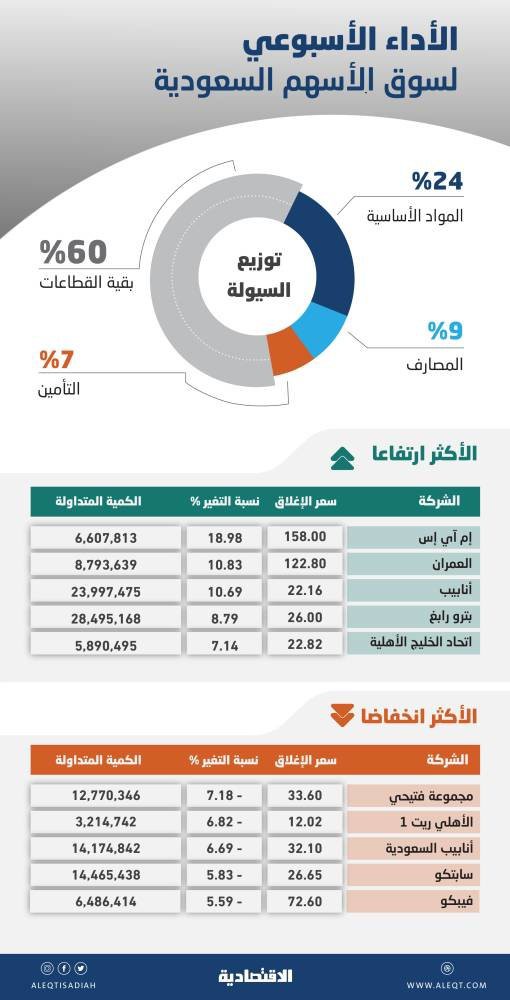 الأداء الأسبوعي
لسوق الأسهم السعودية
%24
المواد الأساسية
%60
بقية القطاعات
توزيع
السيولة
%9
المصارف
%7
التأمين
الأكثر ارتفاعا
الشركة سعر الإغلاق نسبة التغير % الكمية المتداولة
إم آي إس 158.00 18.98 6,607,813
العمران 122.80 10.83 8,793,639
أنابيب 22.16 10.69 23,997,475
بترو رابغ 26.00 8.79 28,495,168
اتحاد الخليج الأهلية 22.82 7.14 5,890,495
الأكثر انخفاضا
الشركة سعر الإغلاق نسبة التغير % الكمية المتداولة
مجموعة فتيحي 33.60 7.18 - 12,770,346
الأهلي ريت 1 12.02 6.82 - 3,214,742
أنابيب السعودية 32.10 6.69 - 14,174,842
سابتكو 26.65 5.83 - 14,465,438
فيبكو 72.60 5.59 - 6,486,414
ALEQTISADIAH
الاقتصادية
WWW.ALEQT.COM